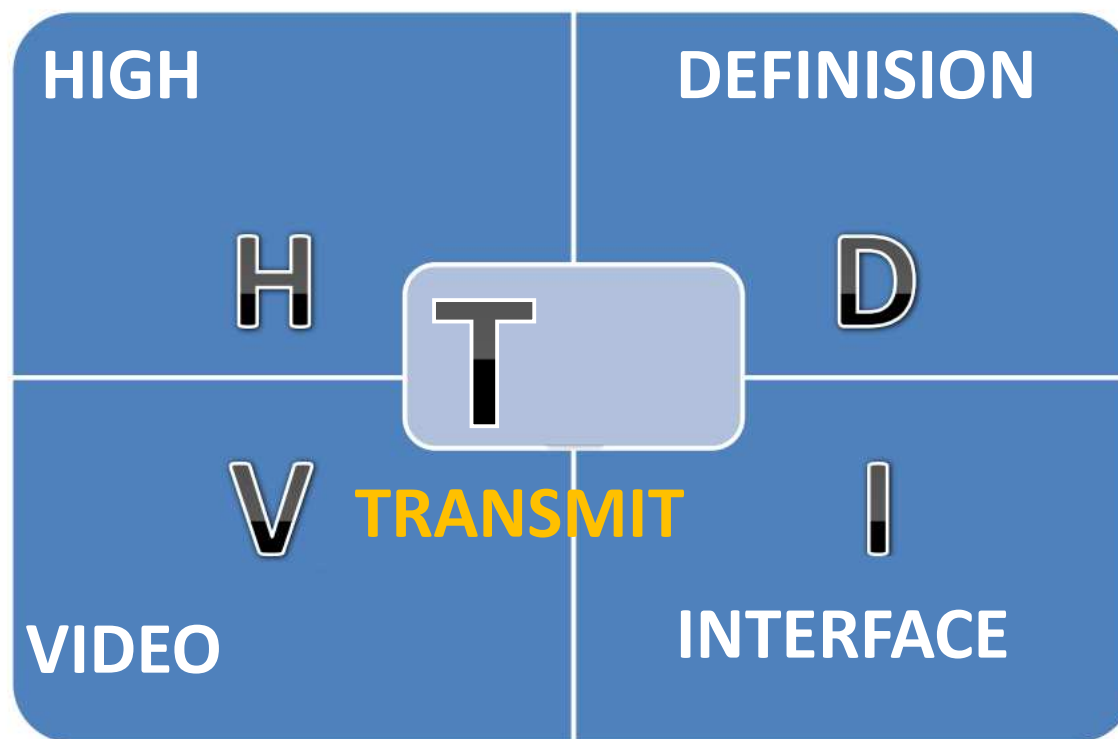 HIGH DEFINISION
H D
T
V I
TRANSMIT
VIDEO INTERFACE